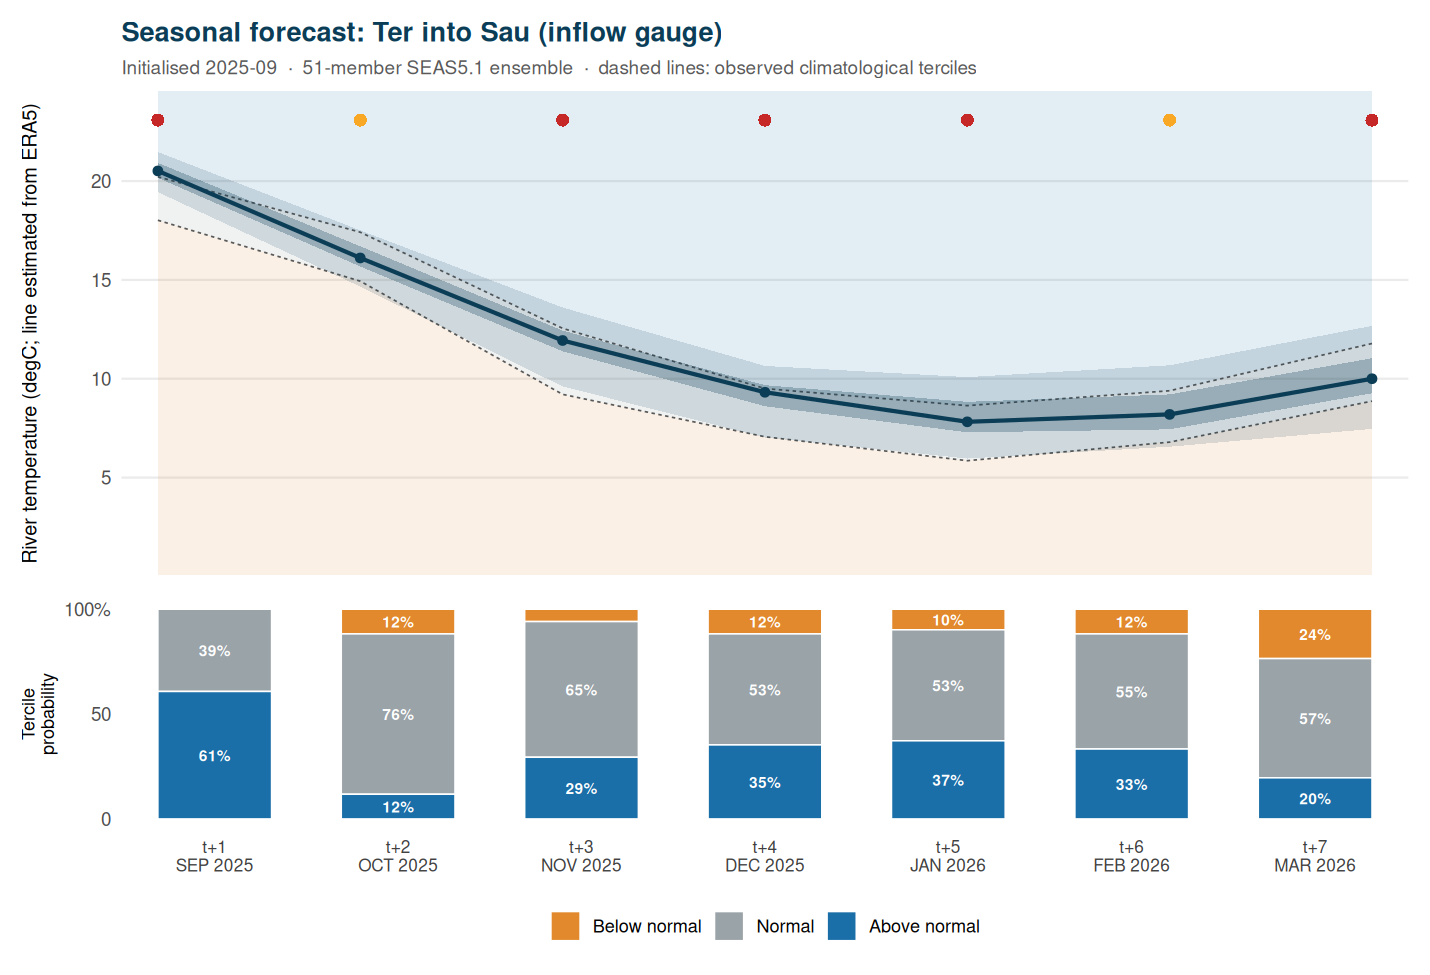 Seasonal forecast: Ter into Sau (inflow gauge)
Initialised 2025-09 · 51-member SEAS5.1 ensemble · dashed lines: observed climatological terciles
River temperature (degC; line estimated from ERA5)
20
15
10
5
Tercile
probability
100%
50
0
39%
61%
12%
76%
12%
65%
29%
12%
53%
35%
10%
53%
37%
12%
55%
33%
24%
57%
20%
t+1
SEP 2025
t+2
OCT 2025
t+3
NOV 2025
t+4
DEC 2025
t+5
JAN 2026
t+6
FEB 2026
t+7
MAR 2026
Below normal
Normal
Above normal